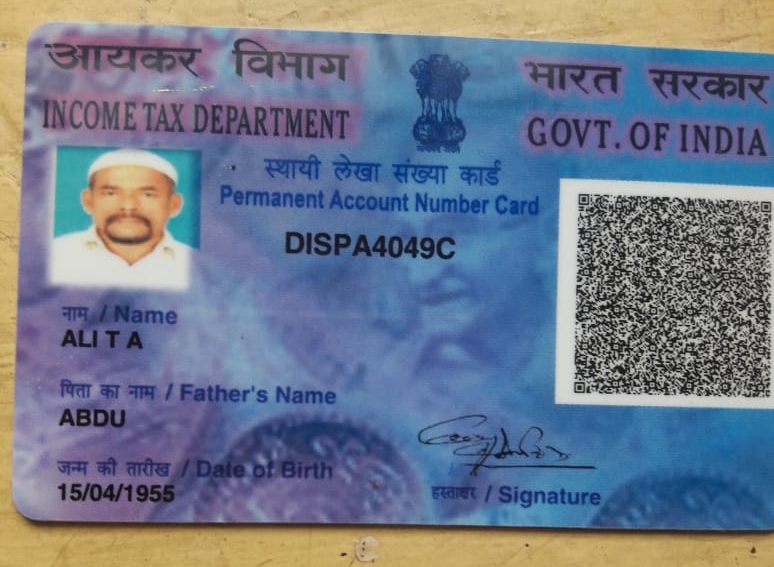 आयकर विभाग
INCOME TAX DEPARTMENT
भारत सरकार
GOVT. OF INDIA
स्थायी लेखा संख्या कार्ड
Permanent Account Number Card
DISPA4049C
नाम / Name
ALI T A
पिता का नाम / Father's Name
ABDU
जन्म की तारीख / Date of Birth
15/04/1955
हस्ताक्षर / Signature